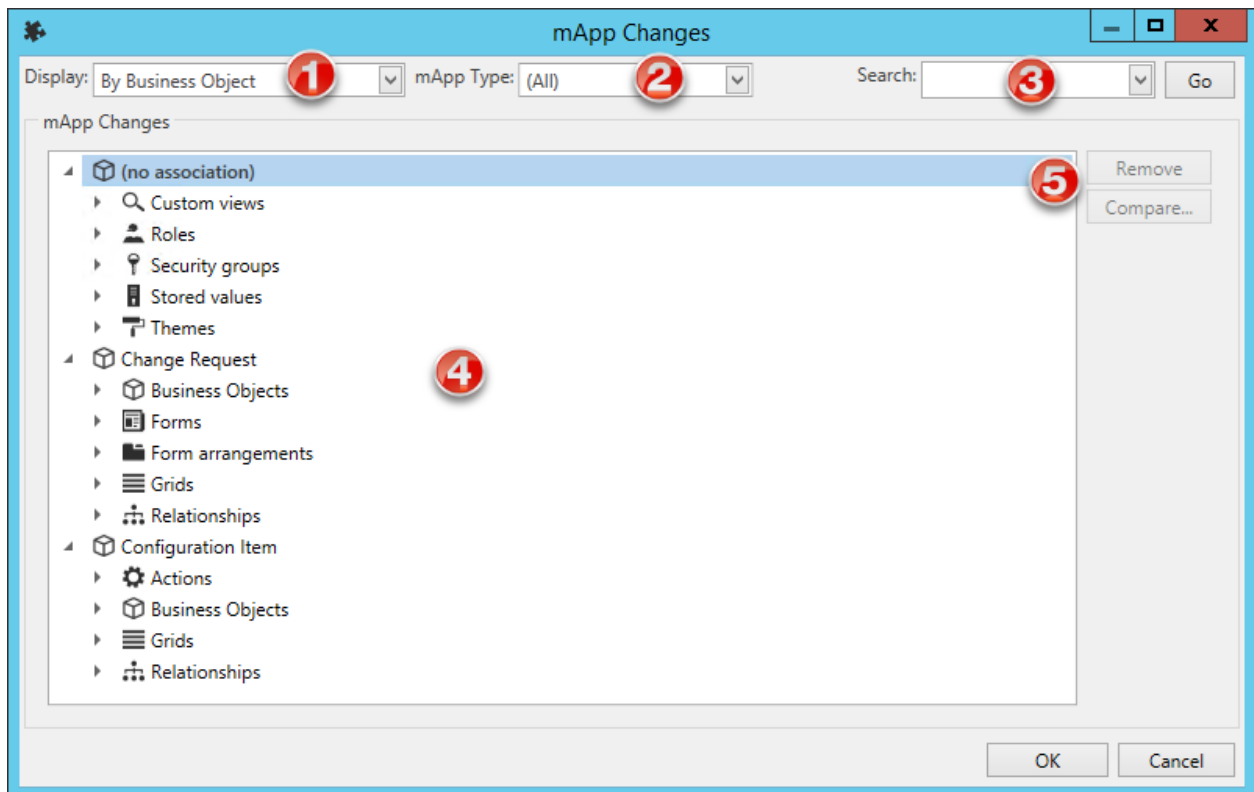 mApp Changes
Display: By Business Object 1 mApp Type: (All) 2 Search: 3 Go
mApp Changes
(no association) 5 Remove
Compare...
Custom views
Roles
Security groups
Stored values
Themes
Change Request
4
Business Objects
Forms
Form arrangements
Grids
Relationships
Configuration Item
Actions
Business Objects
Grids
Relationships
OK Cancel